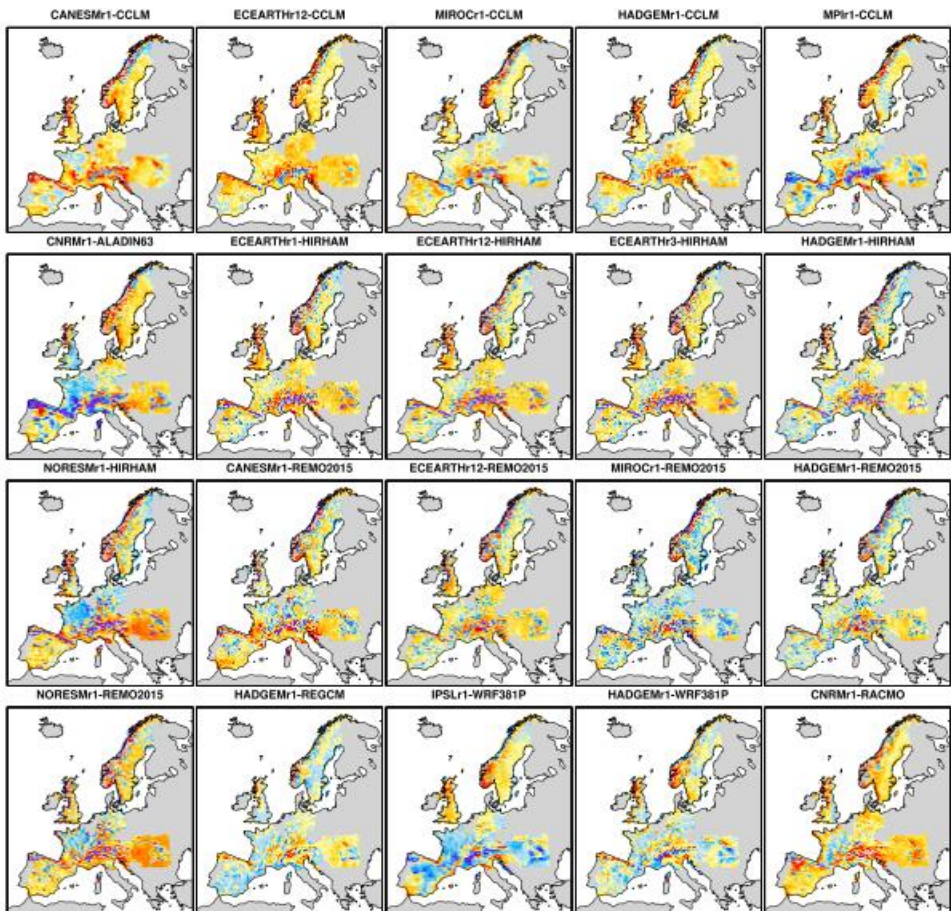 CANESMr1-CCLM ECEARTHr12-CCLM MIROCr1-CCLM HADGEMr1-CCLM MPIr1-CCLM
CNRMr1-ALADIN63 ECEARTHr1-HIRHAM ECEARTHr12-HIRHAM ECEARTHr3-HIRHAM HADGEMr1-HIRHAM
NORESMr1-HIRHAM CANESMr1-REMO2015 ECEARTHr12-REMO2015 MIROCr1-REMO2015 HADGEMr1-REMO2015
NORESMr1-REMO2015 HADGEMr1-REGCM IPSLr1-WRF381P HADGEMr1-WRF381P CNRMr1-RACMO